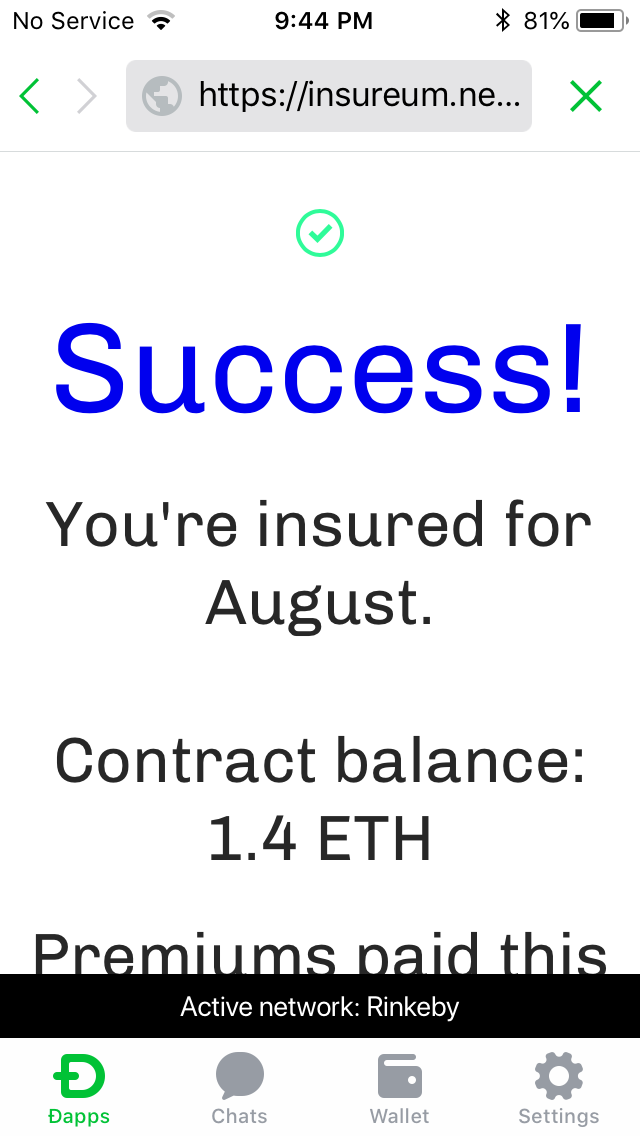 No Service 9:44 PM 81%
https://insureum.ne...
Success!
You're insured for
August.
Contract balance:
1.4 ETH
Premiums paid this
Active network: Rinkeby
Ðapps Chats Wallet Settings